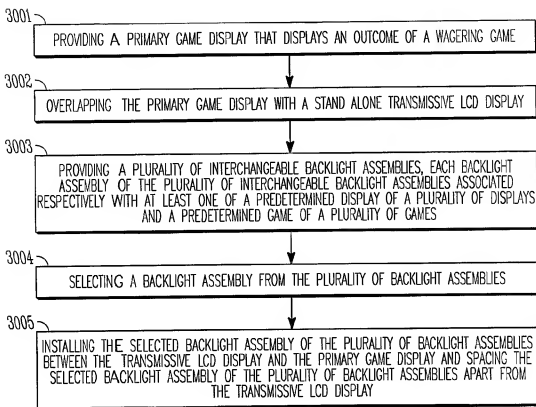 3001
PROVIDING A PRIMARY GAME DISPLAY THAT DISPLAYS AN OUTCOME OF A WAGERING GAME
3002
OVERLAPPING THE PRIMARY GAME DISPLAY WITH A STAND ALONE TRANSMISSIVE LCD DISPLAY
3003
PROVIDING A PLURALITY OF INTERCHANGEABLE BACKLIGHT ASSEMBLIES, EACH BACKLIGHT
ASSEMBLY OF THE PLURALITY OF INTERCHANGEABLE BACKLIGHT ASSEMBLIES ASSOCIATED
RESPECTIVELY WITH AT LEAST ONE OF A PREDETERMINED DISPLAY OF A PLURALITY OF DISPLAYS
AND A PREDETERMINED GAME OF A PLURALITY OF GAMES
3004
SELECTING A BACKLIGHT ASSEMBLY FROM THE PLURALITY OF BACKLIGHT ASSEMBLIES
3005
INSTALLING THE SELECTED BACKLIGHT ASSEMBLY OF THE PLURALITY OF BACKLIGHT ASSEMBLIES
BETWEEN THE TRANSMISSIVE LCD DISPLAY AND THE PRIMARY GAME DISPLAY AND SPACING THE
SELECTED BACKLIGHT ASSEMBLY OF THE PLURALITY OF BACKLIGHT ASSEMBLIES APART FROM
THE TRANSMISSIVE LCD DISPLAY